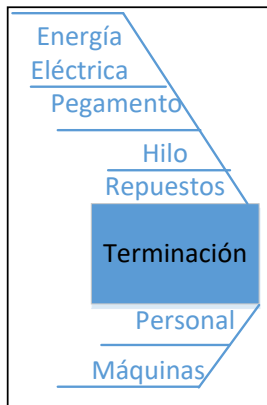 Energía
Eléctrica
Pegamento
Hilo
Repuestos
Terminación
Personal
Máquinas